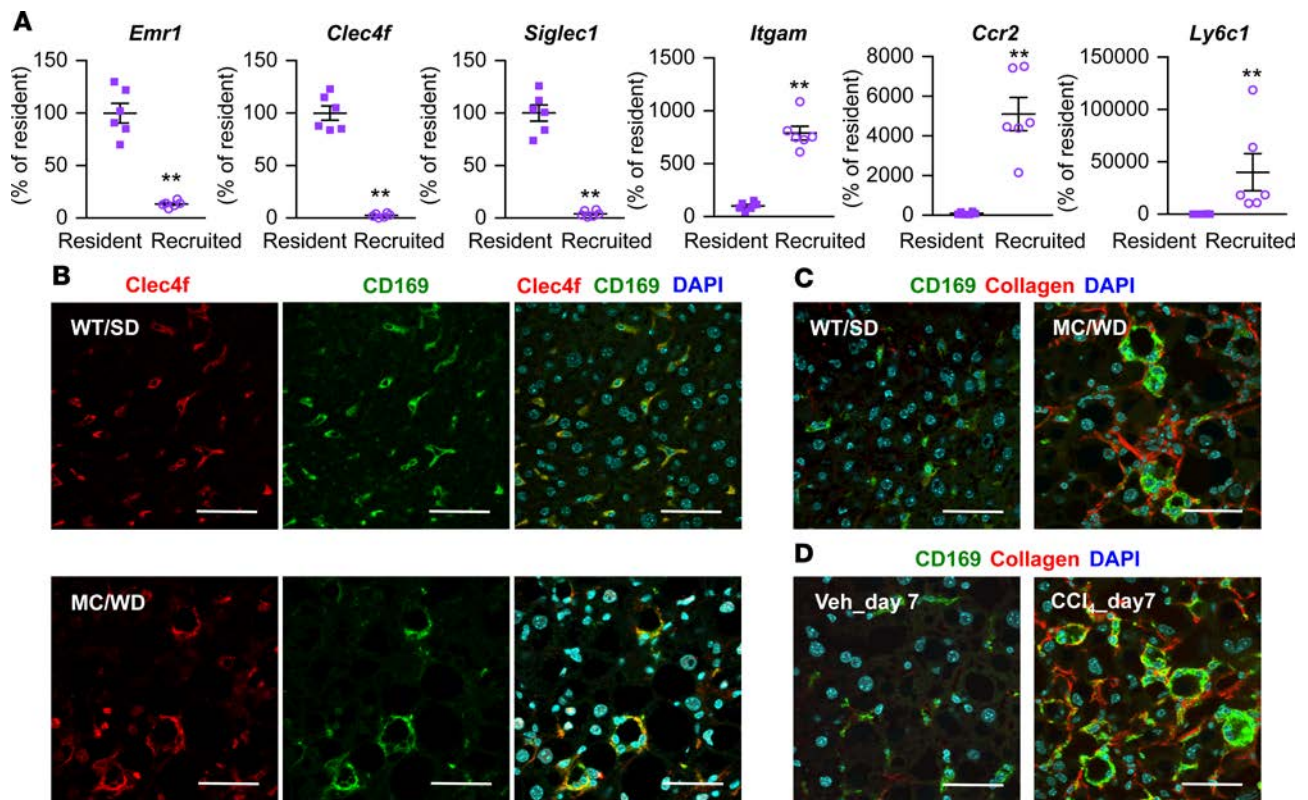 A
Emr1 Clec4f Siglec1 Itgam Ccr2 Ly6c1
(% of resident)
150
100
50
0
**
Resident Recruited
(% of resident)
150
100
50
0
**
Resident Recruited
(% of resident)
150
100
50
0
**
Resident Recruited
(% of resident)
1500
1000
500
0
**
Resident Recruited
(% of resident)
8000
6000
4000
2000
0
**
Resident Recruited
(% of resident)
150000
100000
50000
0
**
Resident Recruited
B
Clec4f CD169 Clec4f CD169 DAPI
WT/SD
MC/WD
C
CD169 Collagen DAPI
WT/SD MC/WD
D
CD169 Collagen DAPI
Veh_day 7 CCl₄_day7